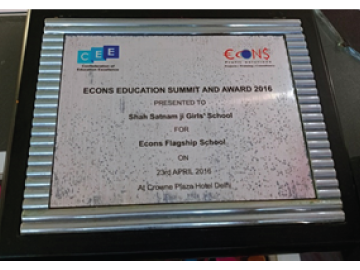 CEE
Confederation of
Education Excellence
ECONS
ECONS EDUCATION SUMMIT AND AWARD 2016
PRESENTED TO
Shah Satnam ji Girls' School
FOR
Econs Flagship School
ON
23rd APRIL, 2016
At Crowne Plaza Hotel Delhi